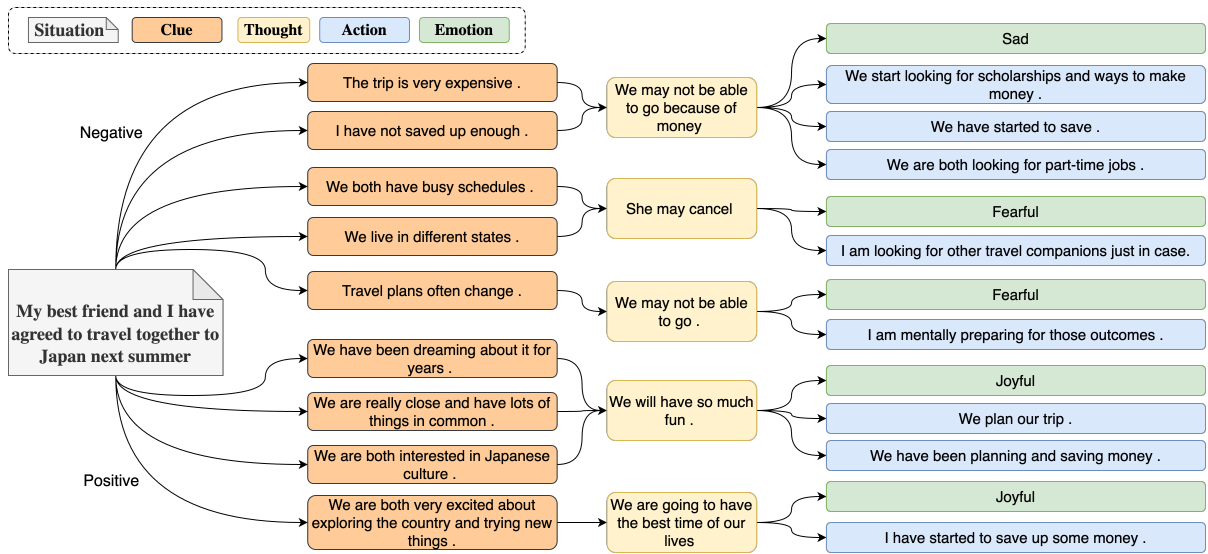 Situation
Clue
Thought
Action
Emotion
Negative
Positive
My best friend and I have
agreed to travel together to
Japan next summer
The trip is very expensive .
I have not saved up enough .
We may not be able
to go because of
money
Sad
We start looking for scholarships and ways to make
money .
We have started to save .
We are both looking for part-time jobs .
We both have busy schedules .
We live in different states .
She may cancel
Fearful
I am looking for other travel companions just in case.
Travel plans often change .
We may not be able
to go .
Fearful
I am mentally preparing for those outcomes .
We have been dreaming about it for
years .
We are really close and have lots of
things in common .
We are both interested in Japanese
culture .
We will have so much
fun .
Joyful
We plan our trip .
We have been planning and saving money .
We are both very excited about
exploring the country and trying new
things .
We are going to have
the best time of our
lives
Joyful
I have started to save up some money .